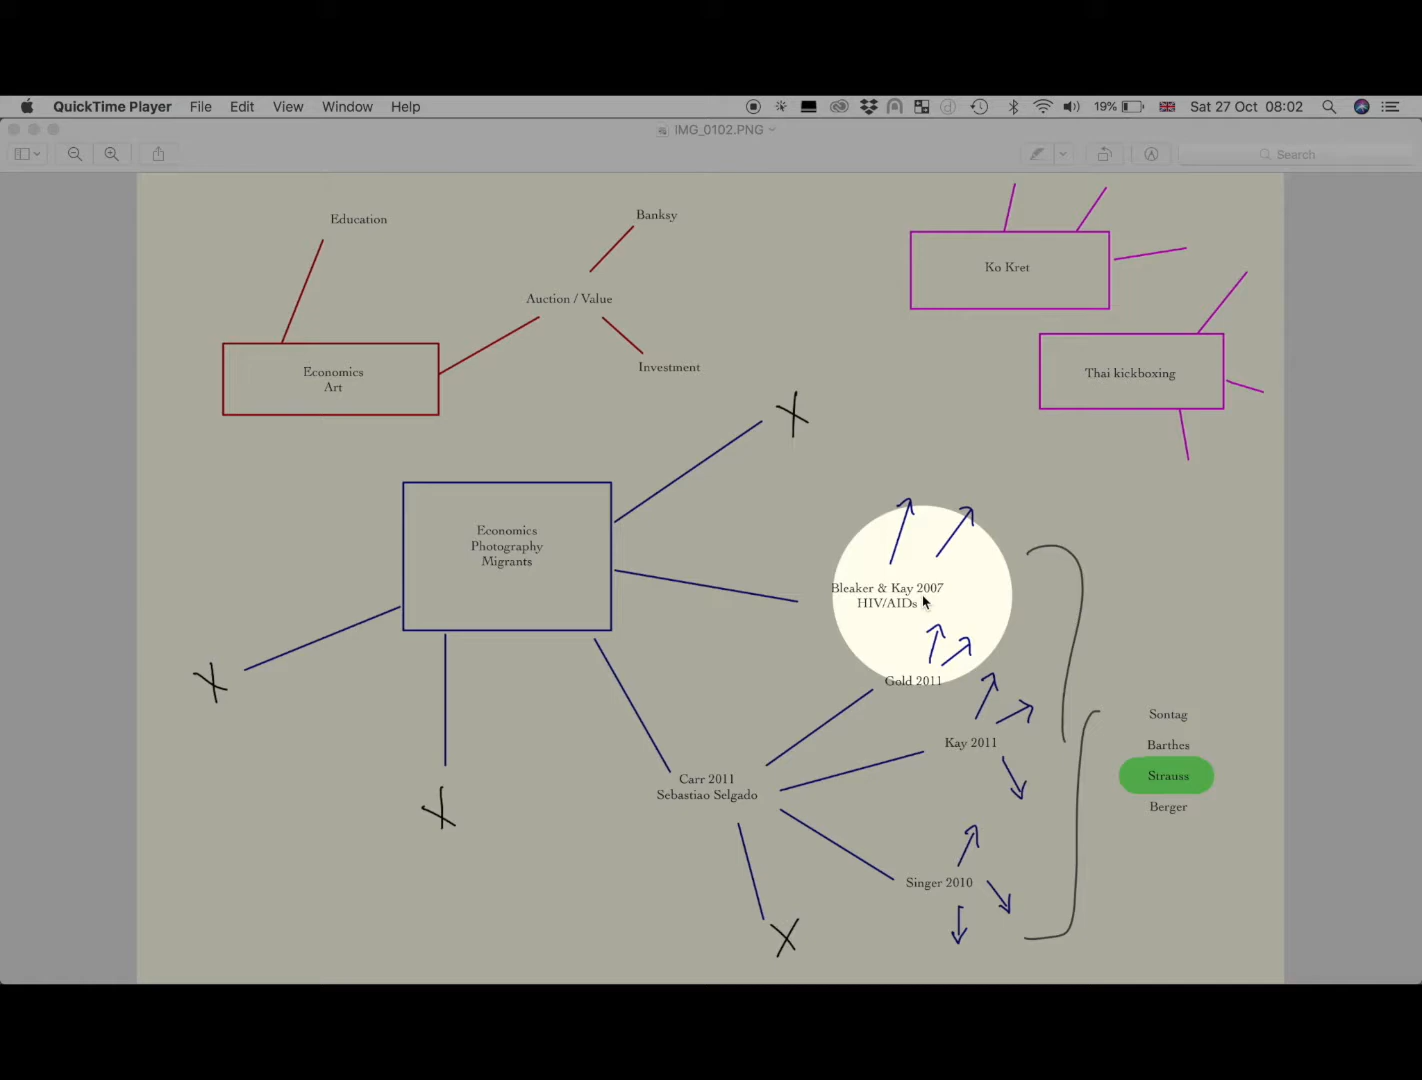 QuickTime Player File Edit View Window Help 19% Sat 27 Oct 08:02
IMG_0102.PNG
Search
Education
Banksy
Auction / Value
Investment
Economics
Art
Ko Kret
Thai kickboxing
X
Economics
Photography
Migrants
Bleaker & Kay 2007
HIV/AIDs
Gold 2011
X
Kay 2011
Sontag
Barthes
Strauss
Berger
Carr 2011
Sebastiao Selgado
X
Singer 2010
X